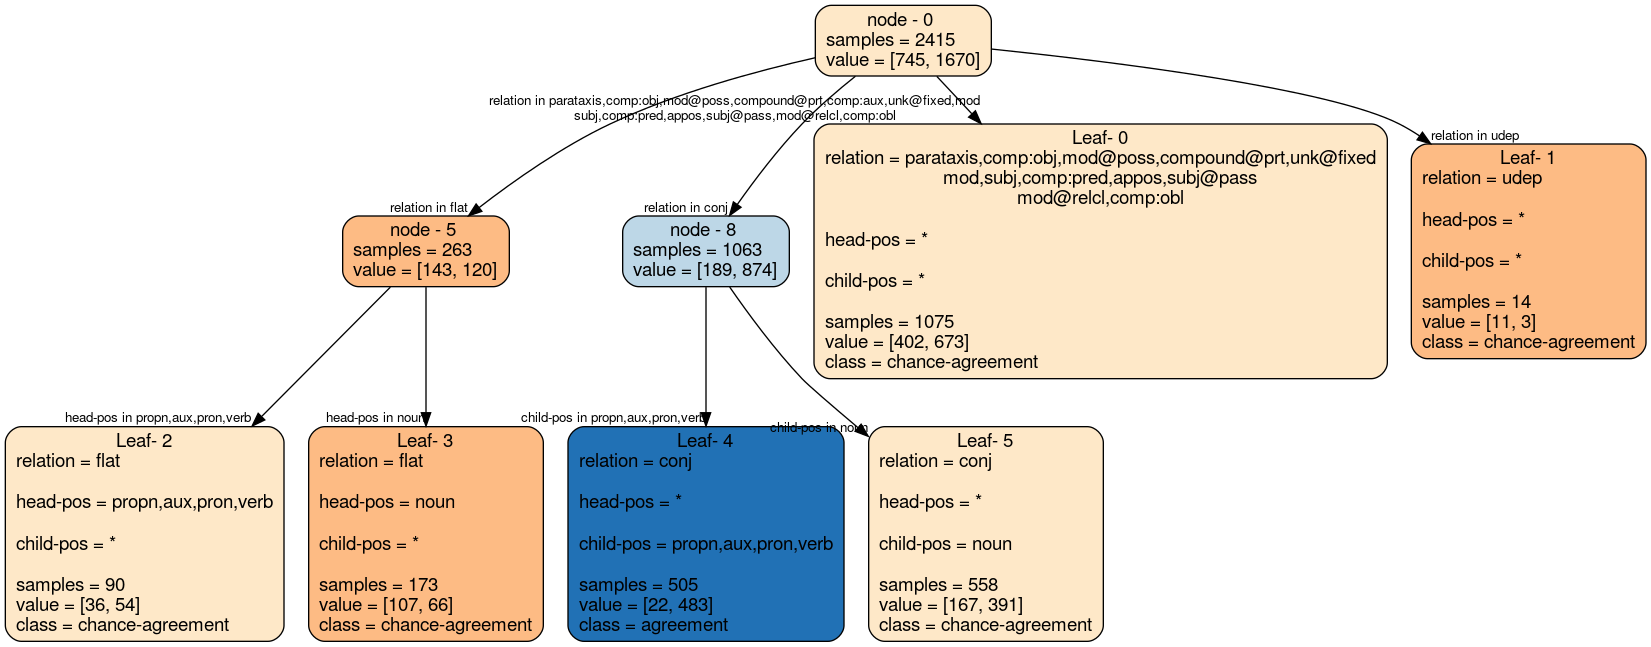 node - 0
samples = 2415
value = [745, 1670]
relation in parataxis,comp:obj,mod@poss,compound@prt,comp:aux,unk@fixed,mod
subj,comp:pred,appos,subj@pass,mod@relcl,comp:obl
relation in flat
relation in conj
relation in udep
node - 5
samples = 263
value = [143, 120]
node - 8
samples = 1063
value = [189, 874]
Leaf- 0
relation = parataxis,comp:obj,mod@poss,compound@prt,unk@fixed
mod,subj,comp:pred,appos,subj@pass
mod@relcl,comp:obl
head-pos = *
child-pos = *
samples = 1075
value = [402, 673]
class = chance-agreement
Leaf- 1
relation = udep
head-pos = *
child-pos = *
samples = 14
value = [11, 3]
class = chance-agreement
head-pos in propn,aux,pron,verb
head-pos in noun
child-pos in propn,aux,pron,verb
child-pos in noun
Leaf- 2
relation = flat
head-pos = propn,aux,pron,verb
child-pos = *
samples = 90
value = [36, 54]
class = chance-agreement
Leaf- 3
relation = flat
head-pos = noun
child-pos = *
samples = 173
value = [107, 66]
class = chance-agreement
Leaf- 4
relation = conj
head-pos = *
child-pos = propn,aux,pron,verb
samples = 505
value = [22, 483]
class = agreement
Leaf- 5
relation = conj
head-pos = *
child-pos = noun
samples = 558
value = [167, 391]
class = chance-agreement